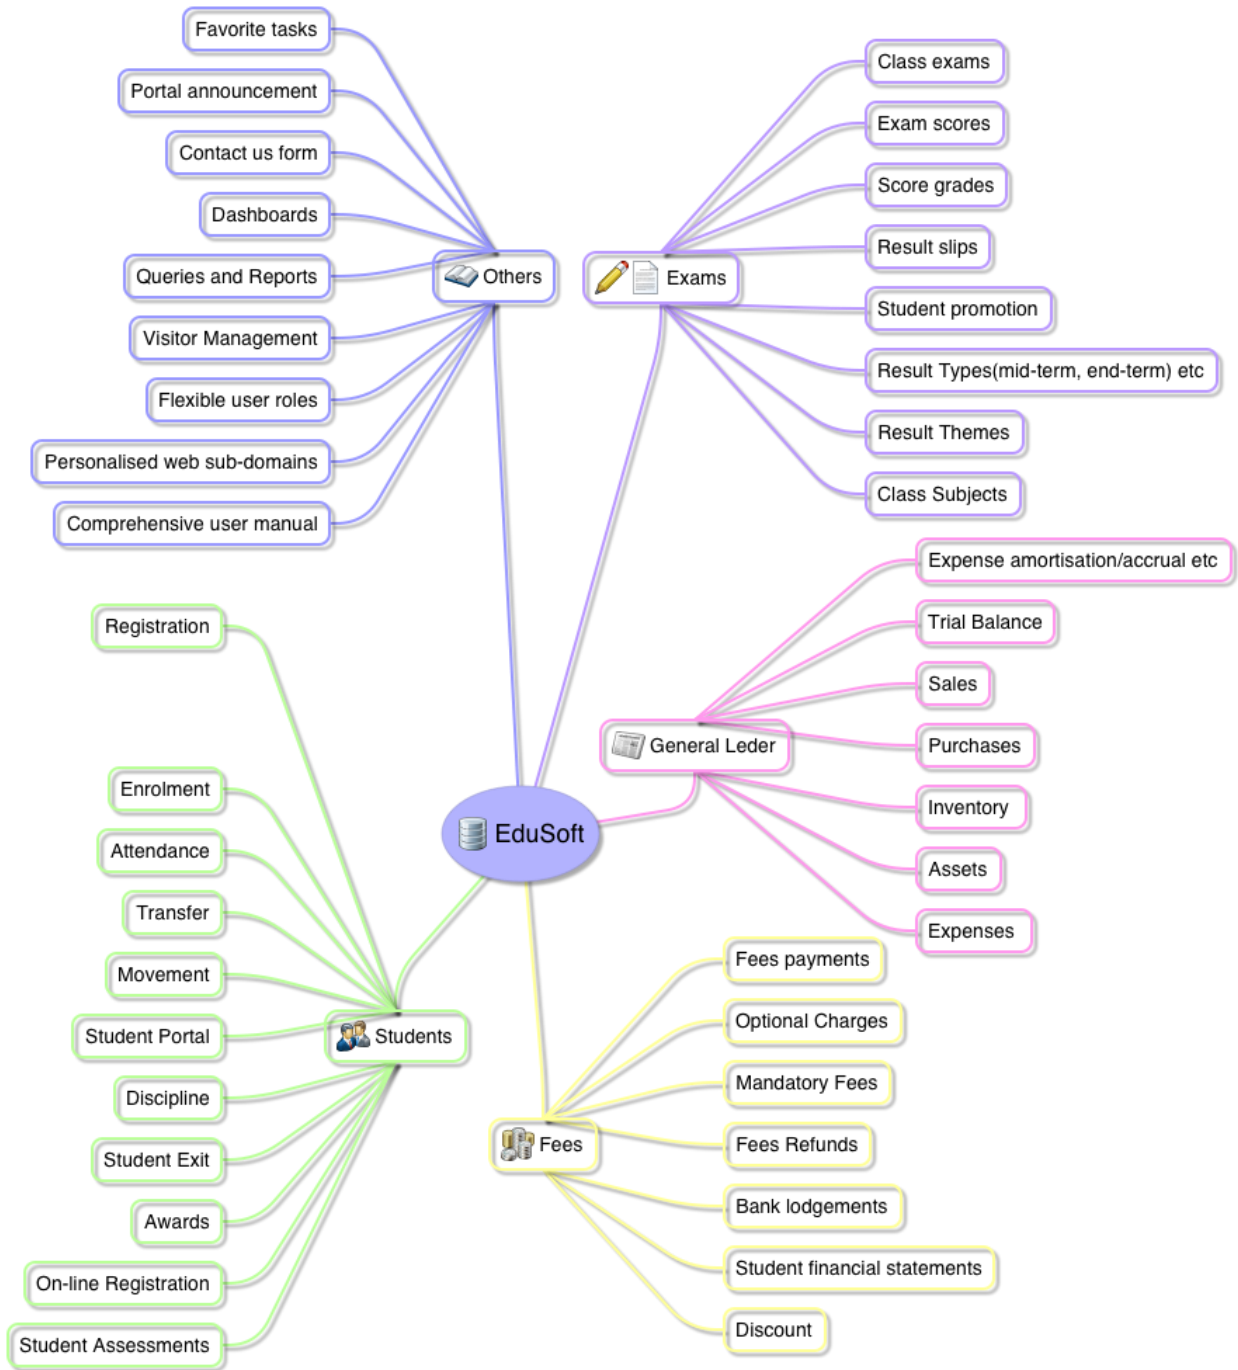 Favorite tasks
Portal announcement
Contact us form
Dashboards
Queries and Reports
Visitor Management
Flexible user roles
Personalised web sub-domains
Comprehensive user manual
Others
Exams
Class exams
Exam scores
Score grades
Result slips
Student promotion
Result Types(mid-term, end-term) etc
Result Themes
Class Subjects
Expense amortisation/accrual etc
Trial Balance
Sales
Purchases
Inventory
Assets
Expenses
General Leder
EduSoft
Registration
Enrolment
Attendance
Transfer
Movement
Student Portal
Discipline
Student Exit
Awards
On-line Registration
Student Assessments
Students
Fees
Fees payments
Optional Charges
Mandatory Fees
Fees Refunds
Bank lodgements
Student financial statements
Discount